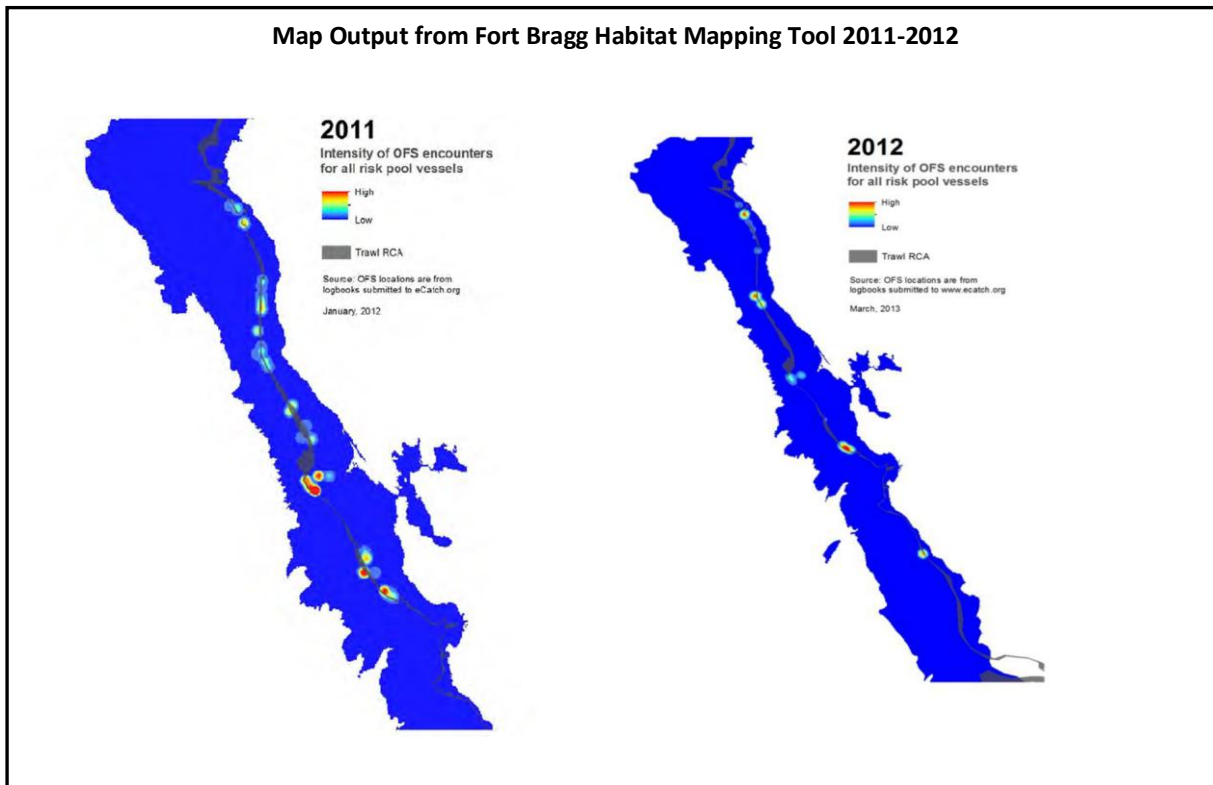 Map Output from Fort Bragg Habitat Mapping Tool 2011-2012
2011
Intensity of OFS encounters
for all risk pool vessels
High
Low
Trawl RCA
Source: OFS locations are from
logbooks submitted to eCatch.org
January, 2012
2012
Intensity of OFS encounters
for all risk pool vessels
High
Low
Trawl RCA
Source: OFS locations are from
logbooks submitted to www.ecatch.org
March, 2013